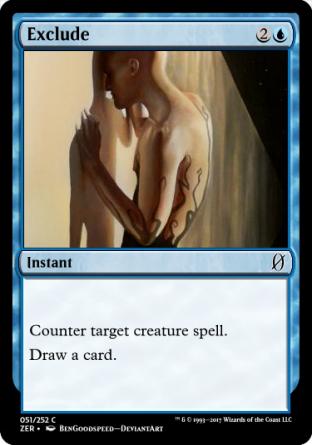 Exclude 2
Instant
Counter target creature spell.
Draw a card.
051/252 C ™ & © 1993–2017 Wizards of the Coast LLC
ZER • BenGoodspeed—DeviantArt